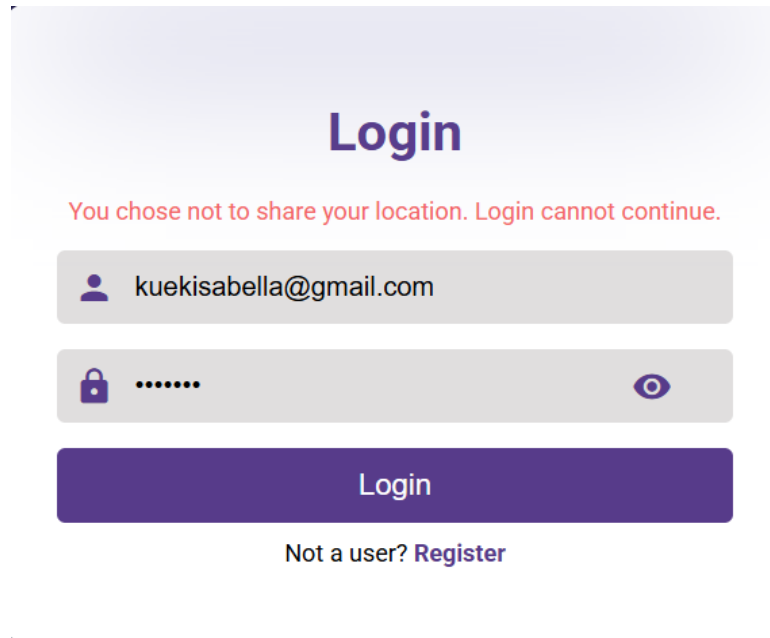 Login
You chose not to share your location. Login cannot continue.
kuekisabella@gmail.com
•••••••
Login
Not a user? Register